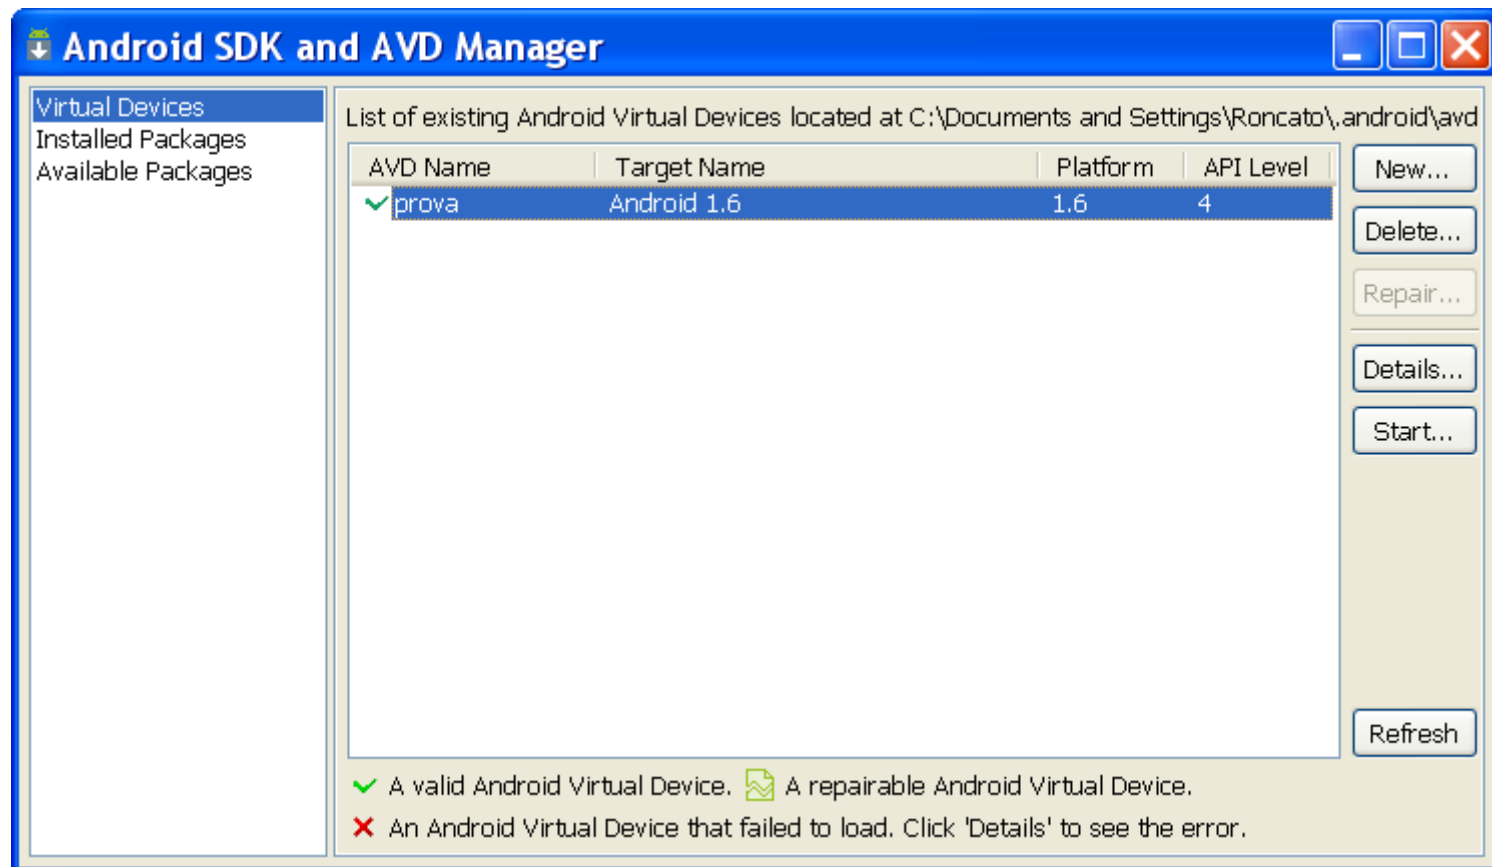 Android SDK and AVD Manager
Virtual Devices
Installed Packages
Available Packages
List of existing Android Virtual Devices located at C:\Documents and Settings\Roncato\.android\avd
AVD Name Target Name Platform API Level
prova Android 1.6 1.6 4
New...
Delete...
Repair...
Details...
Start...
Refresh
A valid Android Virtual Device. A repairable Android Virtual Device.
An Android Virtual Device that failed to load. Click 'Details' to see the error.